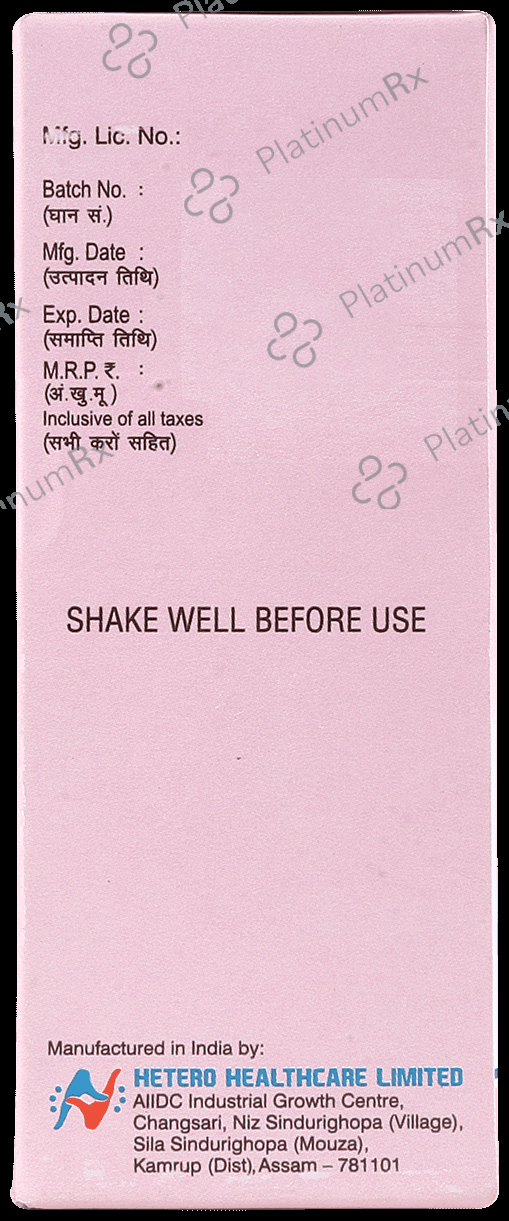 PlatinumRx
Mfg. Lic. No.:
PlatinumRx
Batch No. :
(घान सं.)
Mfg. Date :
(उत्पादन तिथि)
PlatinumRx
Exp. Date :
(समाप्ति तिथि)
M.R.P. ₹. :
(अं.खु.मू.)
Inclusive of all taxes
(सभी करों सहित)
PlatinumRx
SHAKE WELL BEFORE USE
Manufactured in India by:
HETERO HEALTHCARE LIMITED
AIIDC Industrial Growth Centre,
Changsari, Niz Sindurighopa (Village),
Sila Sindurighopa (Mouza),
Kamrup (Dist), Assam – 781101